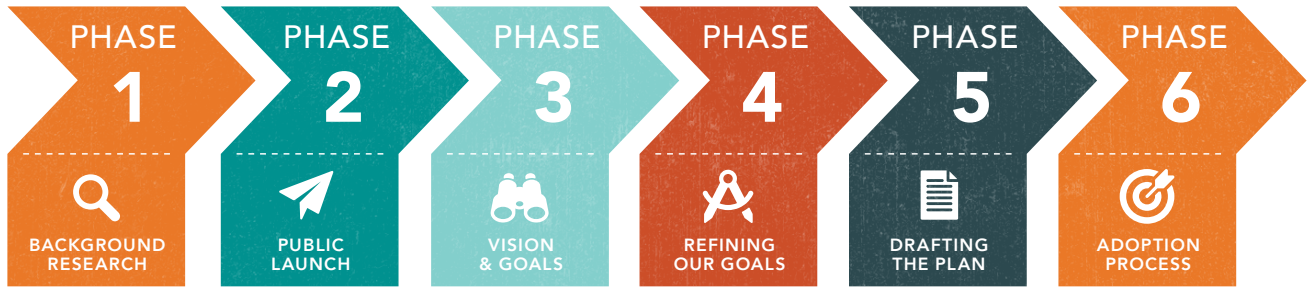 PHASE
1
BACKGROUND
RESEARCH
PHASE
2
PUBLIC
LAUNCH
PHASE
3
VISION
& GOALS
PHASE
4
REFINING
OUR GOALS
PHASE
5
DRAFTING
THE PLAN
PHASE
6
ADOPTION
PROCESS